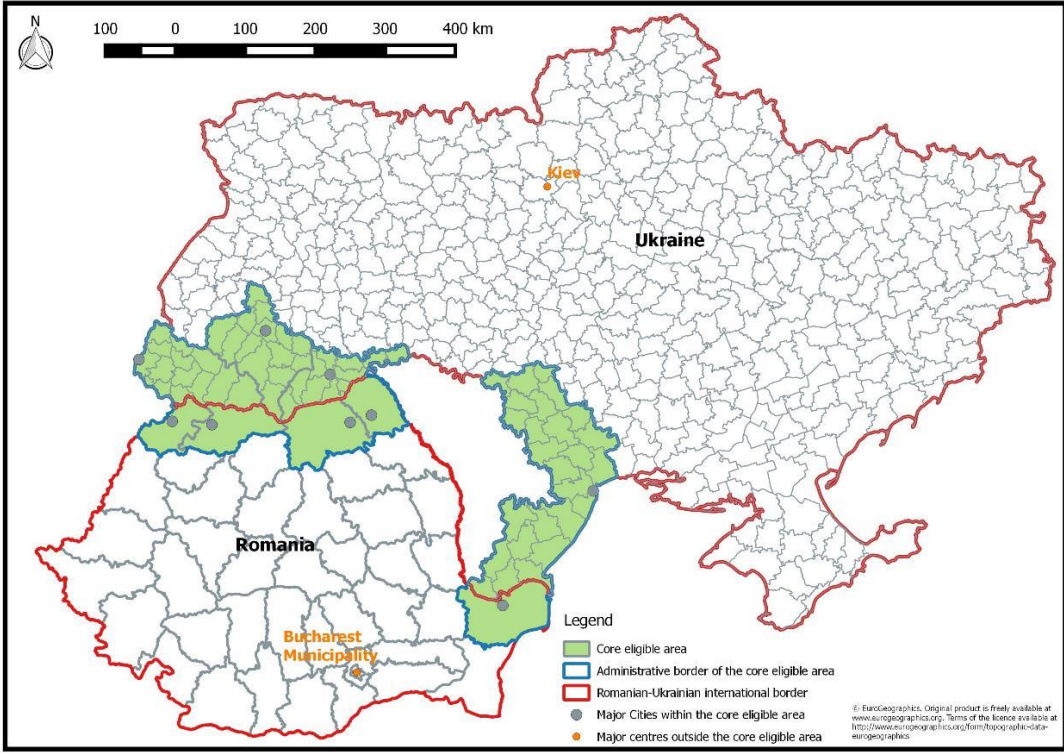 N
100 0 100 200 300 400 km
Kiev
Ukraine
Romania
Bucharest
Municipality
Legend
Core eligible area
Administrative border of the core eligible area
Romanian-Ukrainian international border
Major Cities within the core eligible area
Major centres outside the core eligible area
© EuroGeographics. Original product is freely available at
www.eurogeographics.org. Terms of the licence available at
http://www.eurogeographics.org/form/topographic-data-
eurogeographics